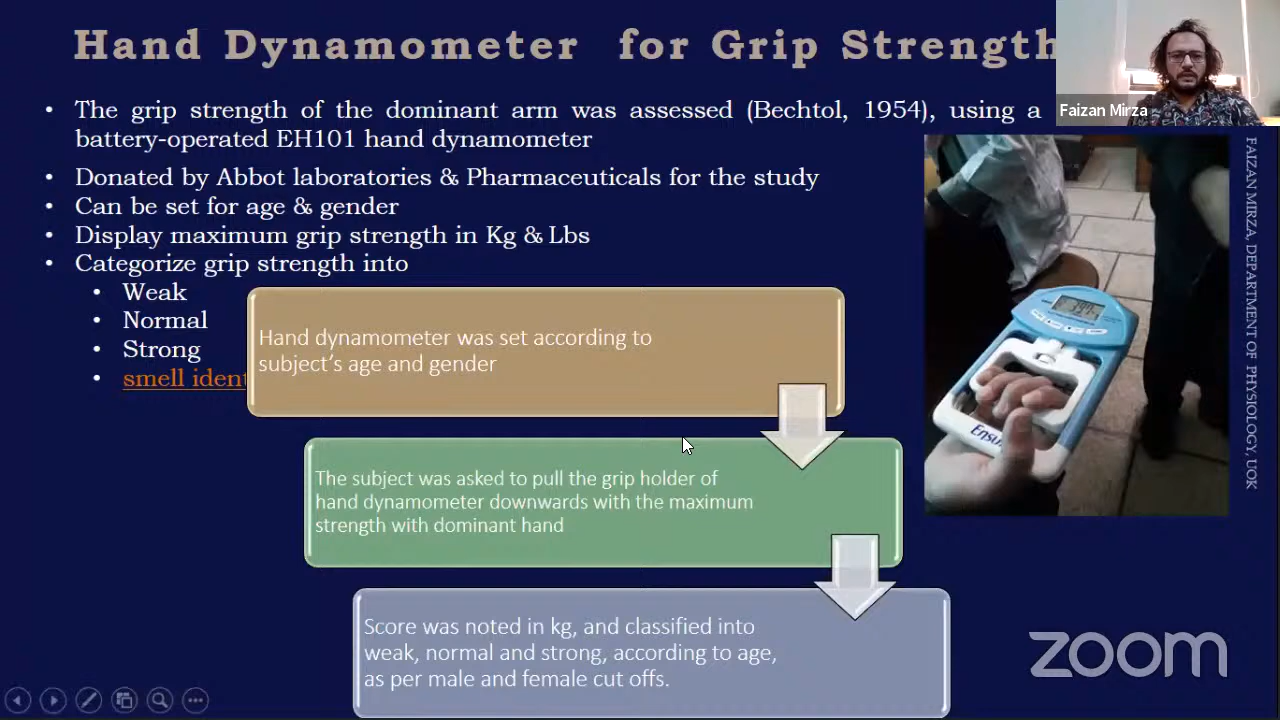 Hand Dynamometer for Grip Strength
Faizan Mirza
• The grip strength of the dominant arm was assessed (Bechtol, 1954), using a
battery-operated EH101 hand dynamometer
• Donated by Abbot laboratories & Pharmaceuticals for the study
• Can be set for age & gender
• Display maximum grip strength in Kg & Lbs
• Categorize grip strength into
• Weak
• Normal
• Strong
• smell ident
Hand dynamometer was set according to
subject's age and gender
The subject was asked to pull the grip holder of
hand dynamometer downwards with the maximum
strength with dominant hand
Score was noted in kg, and classified into
weak, normal and strong, according to age,
as per male and female cut offs.
FAIZAN MIRZA, DEPARTMENT OF PHYSIOLOGY, UOK
zoom